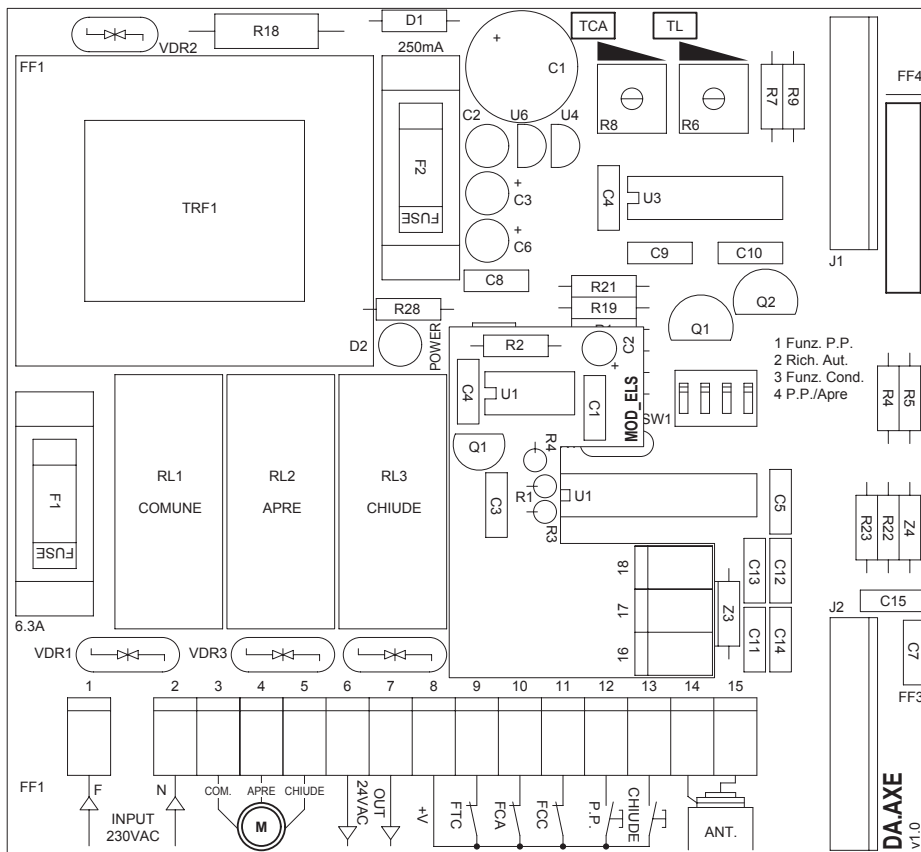 VDR2
R18
D1
250mA
TCA
TL
FF1
+
C1
FF4
R8
R6
R7
R9
C2
U6
U4
F2
FUSE
TRF1
+
C3
+
C6
C4
U3
C9
C10
J1
C8
R28
D2
POWER
R21
R19
Q1
Q2
R2
C2
+
1 Funz. P.P.
2 Rich. Aut.
3 Funz. Cond.
4 P.P./Apre
C4
U1
C1
MOD_ELS
SW1
R4
R5
F1
FUSE
6.3A
RL1
COMUNE
RL2
APRE
RL3
CHIUDE
Q1
R4
R1
R3
C3
U1
C5
R23
R22
Z4
18
17
16
Z3
C13
C12
C11
C14
J2
C15
C7
FF3
VDR1
VDR3
1
2
3
4
5
6
7
8
9
10
11
12
13
14
15
FF1
F
N
INPUT
230VAC
COM.
APRE
CHIUDE
M
24VAC
OUT
+V
FTC
FCA
FCC
P.P.
CHIUDE
ANT.
DA.AXE
v1.0